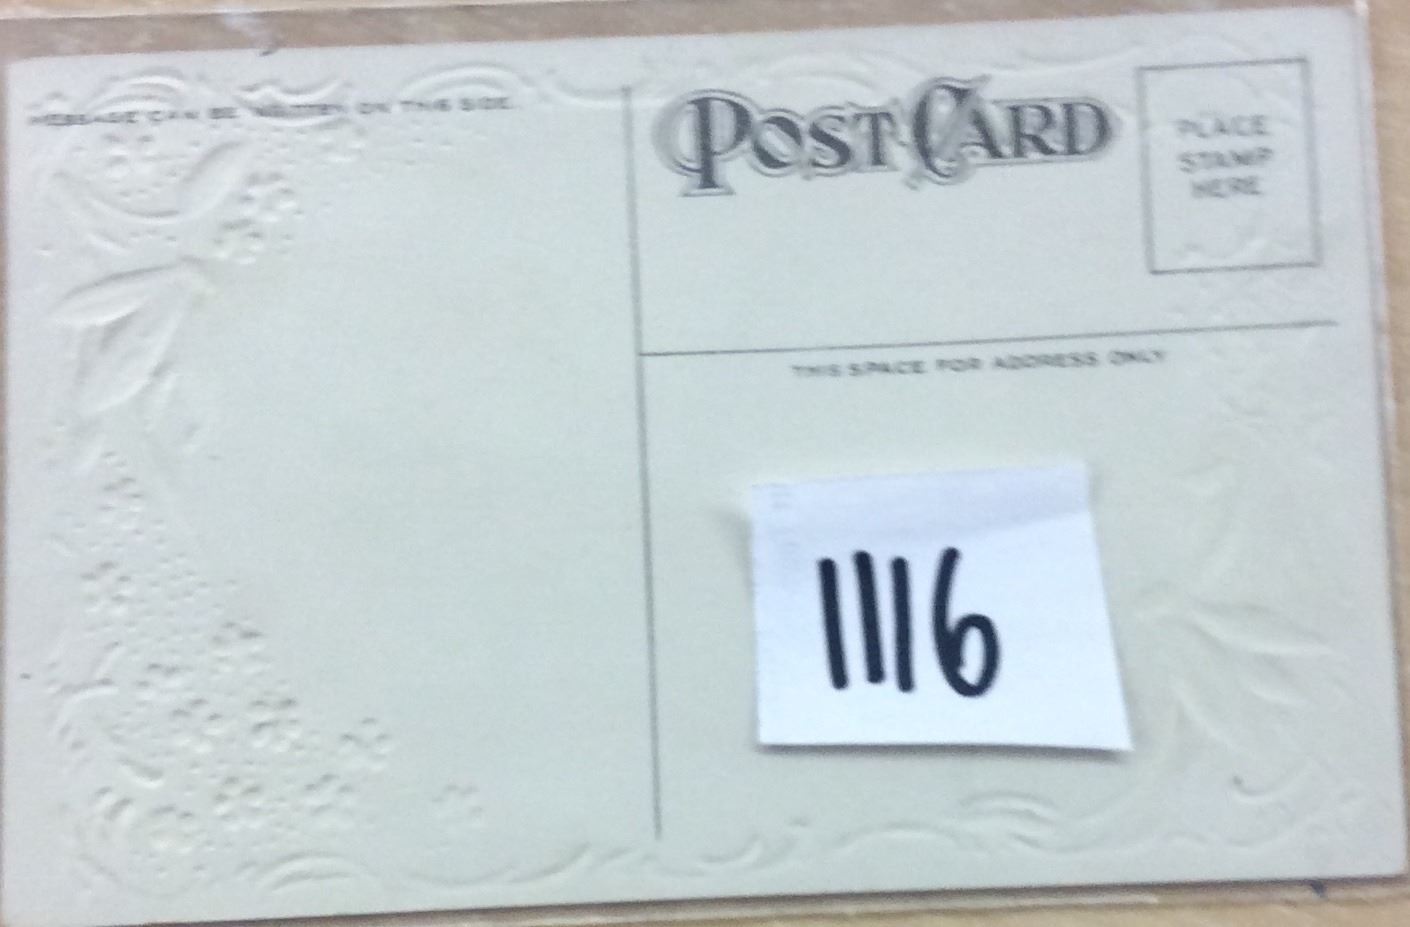 MESSAGE CAN BE WRITTEN ON THIS SIDE.
POST CARD
PLACE
STAMP
HERE
THIS SPACE FOR ADDRESS ONLY
1116